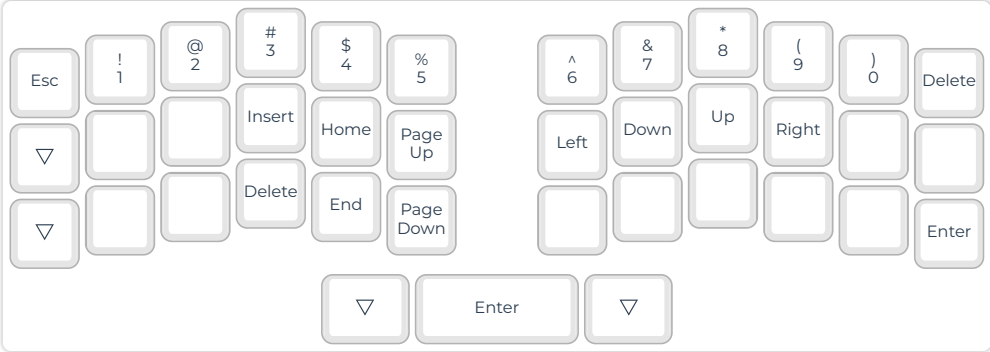 Esc
!
1
@
2
#
3
$
4
%
5
^
6
&
7
*
8
(
9
)
0
Delete
▽
Insert
Home
Page
Up
Left
Down
Up
Right
▽
Delete
End
Page
Down
Enter
▽
Enter
▽